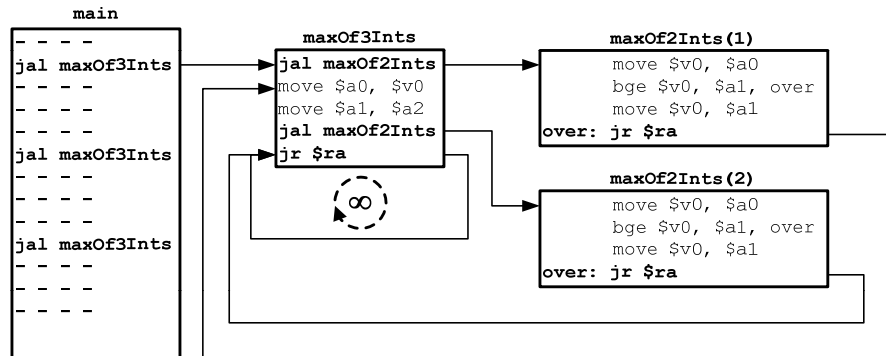 main
- - - -
jal maxOf3Ints
- - - -
- - - -
- - - -
jal maxOf3Ints
- - - -
- - - -
- - - -
jal maxOf3Ints
- - - -
- - - -
- - - -
maxOf3Ints
jal maxOf2Ints
move $a0, $v0
move $a1, $a2
jal maxOf2Ints
jr $ra
∞
maxOf2Ints(1)
move $v0, $a0
bge $v0, $a1, over
move $v0, $a1
over: jr $ra
maxOf2Ints(2)
move $v0, $a0
bge $v0, $a1, over
move $v0, $a1
over: jr $ra